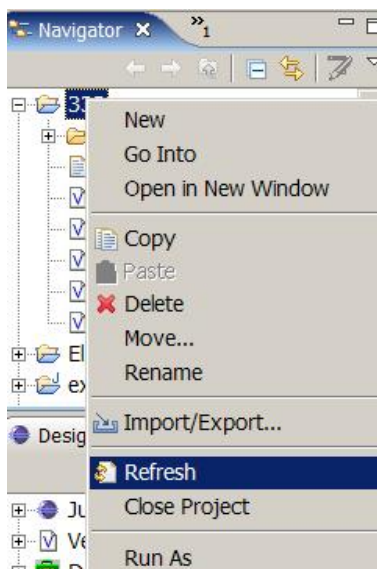 Navigator
1
New
Go Into
Open in New Window
Copy
Paste
Delete
Move...
Rename
Import/Export...
Desig
Refresh
Close Project
Run As